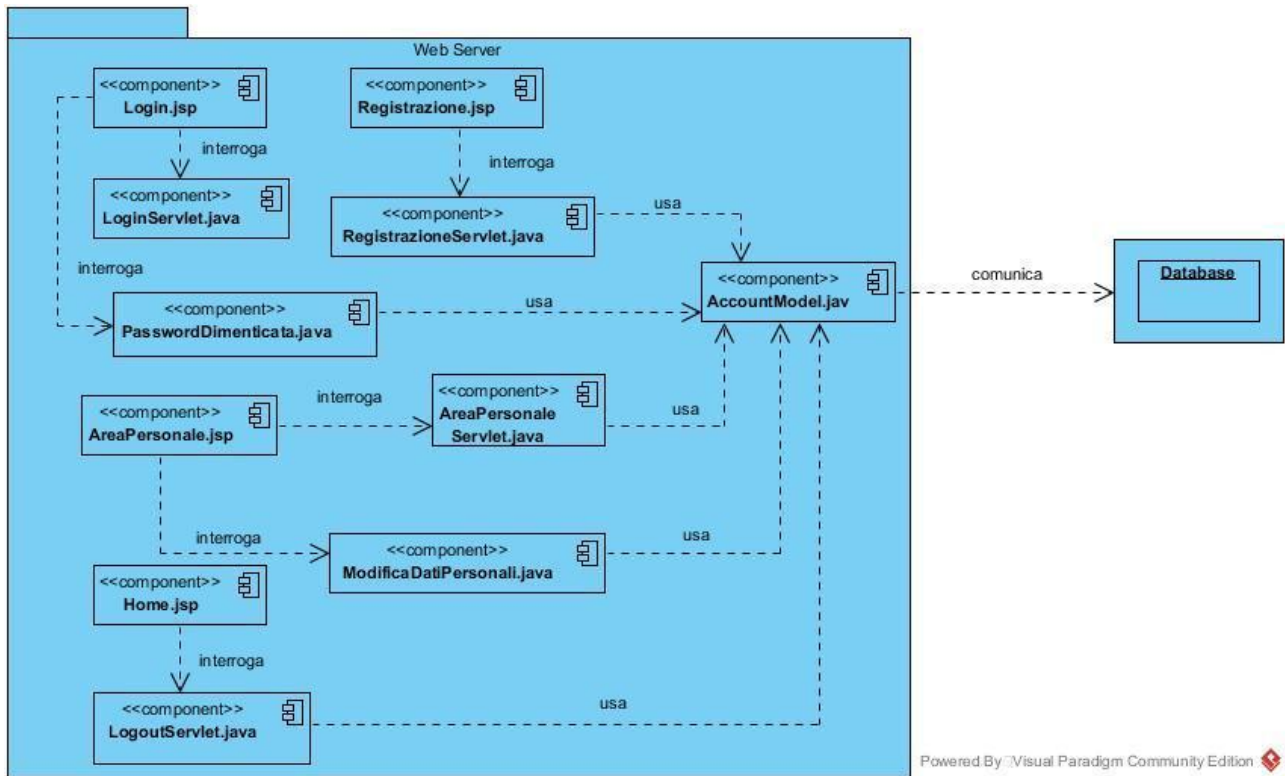 Web Server
<<component>>
Login.jsp
<<component>>
Registrazione.jsp
interroga
interroga
<<component>>
LoginServlet.java
<<component>>
RegistrazioneServlet.java
usa
interroga
<<component>>
AccountModel.jav
comunica
Database
<<component>>
PasswordDimenticata.java
usa
<<component>>
AreaPersonale.jsp
interroga
<<component>>
AreaPersonale
Servlet.java
usa
interroga
<<component>>
ModificaDatiPersonali.java
usa
<<component>>
Home.jsp
interroga
<<component>>
LogoutServlet.java
usa
Powered By Visual Paradigm Community Edition